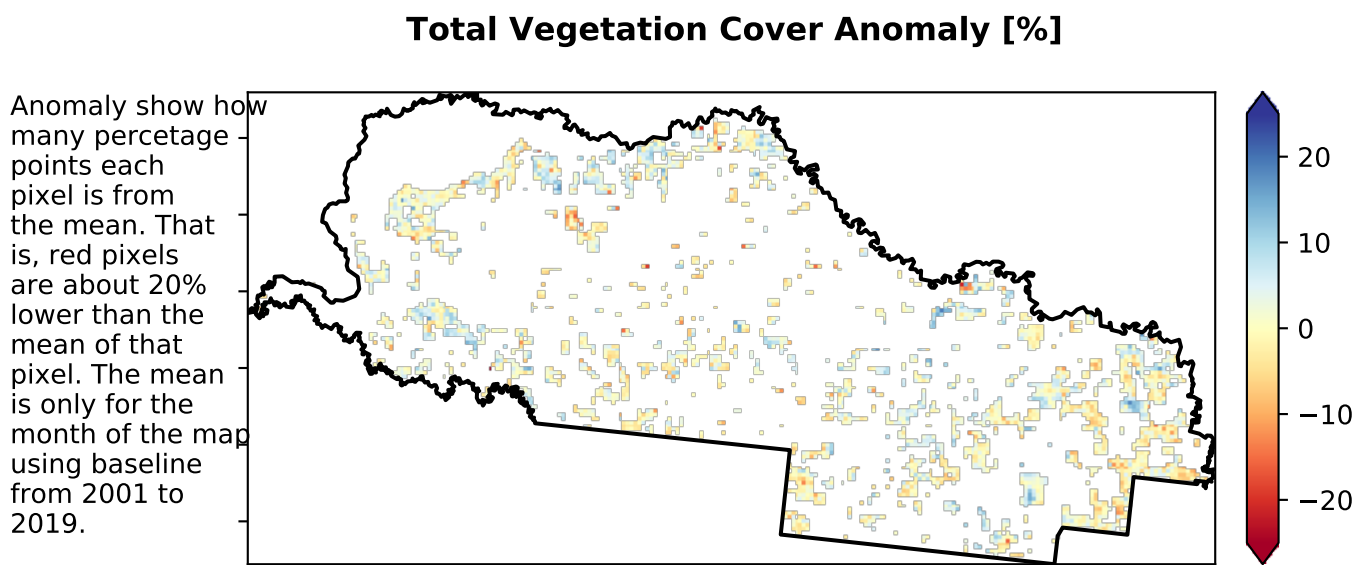 Total Vegetation Cover Anomaly [%]
Anomaly show how
many percetage
points each
pixel is from
the mean. That
is, red pixels
are about 20%
lower than the
mean of that
pixel. The mean
is only for the
month of the map
using baseline
from 2001 to
2019.
20
10
0
−10
−20